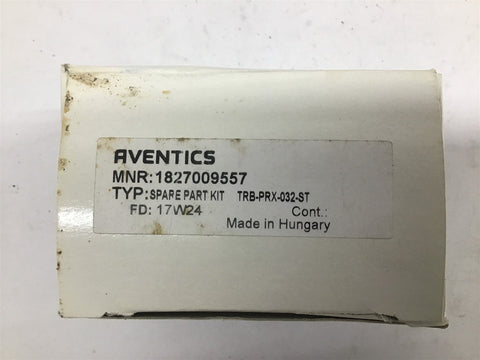 AVENTICS
MNR:1827009557
TYP:SPARE PART KIT TRB-PRX-032-ST
FD: 17W24 Cont.:
Made in Hungary